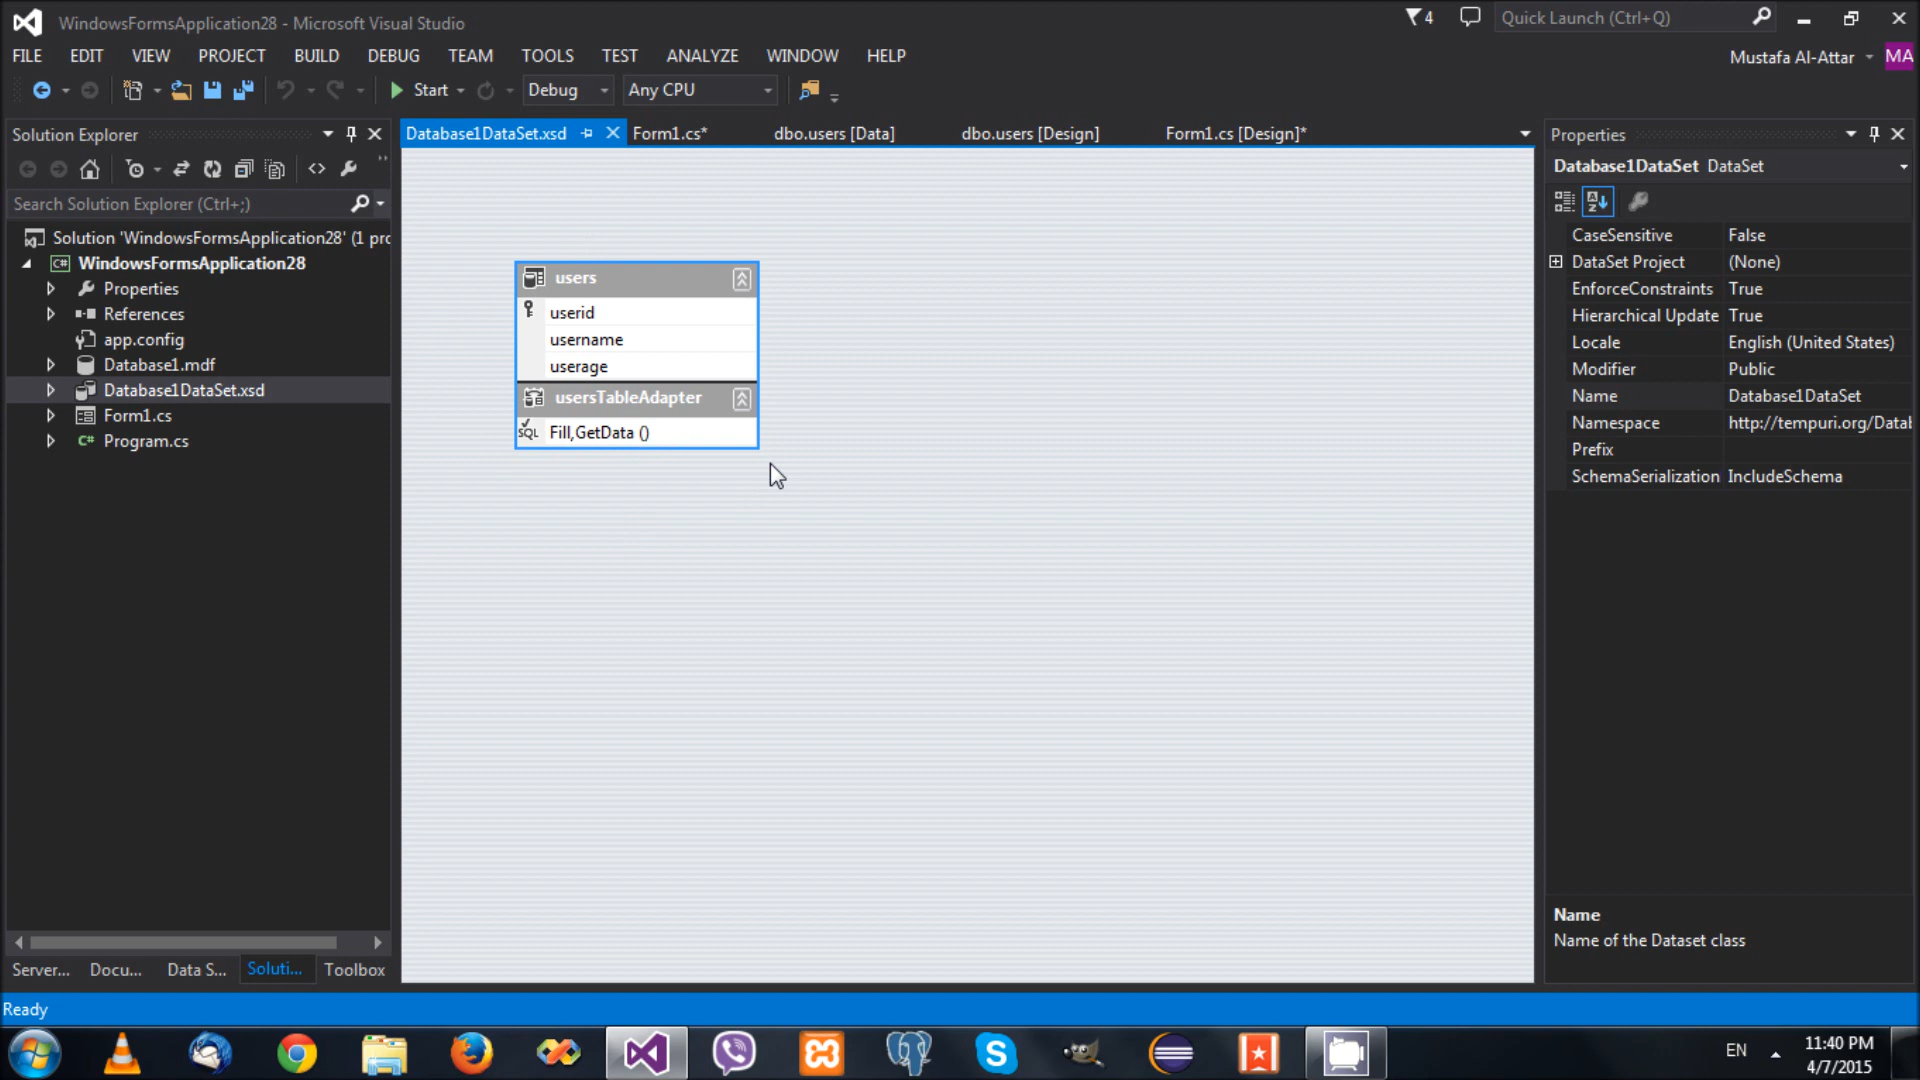 WindowsFormsApplication28 - Microsoft Visual Studio
4
Quick Launch (Ctrl+Q)
FILE EDIT VIEW PROJECT BUILD DEBUG TEAM TOOLS TEST ANALYZE WINDOW HELP
Mustafa Al-Attar
MA
Start
Debug
Any CPU
Solution Explorer
Search Solution Explorer (Ctrl+;)
Solution 'WindowsFormsApplication28' (1 pro
C# WindowsFormsApplication28
Properties
References
app.config
Database1.mdf
Database1DataSet.xsd
Form1.cs
C# Program.cs
Server... Docu... Data S... Soluti... Toolbox
Database1DataSet.xsd
Form1.cs*
dbo.users [Data]
dbo.users [Design]
Form1.cs [Design]*
users
userid
username
userage
usersTableAdapter
SQL Fill,GetData ()
Properties
Database1DataSet DataSet
CaseSensitive False
DataSet Project (None)
EnforceConstraints True
Hierarchical Update True
Locale English (United States)
Modifier Public
Name Database1DataSet
Namespace http://tempuri.org/Datal
Prefix
SchemaSerialization IncludeSchema
Name
Name of the Dataset class
Ready
EN
11:40 PM
4/7/2015